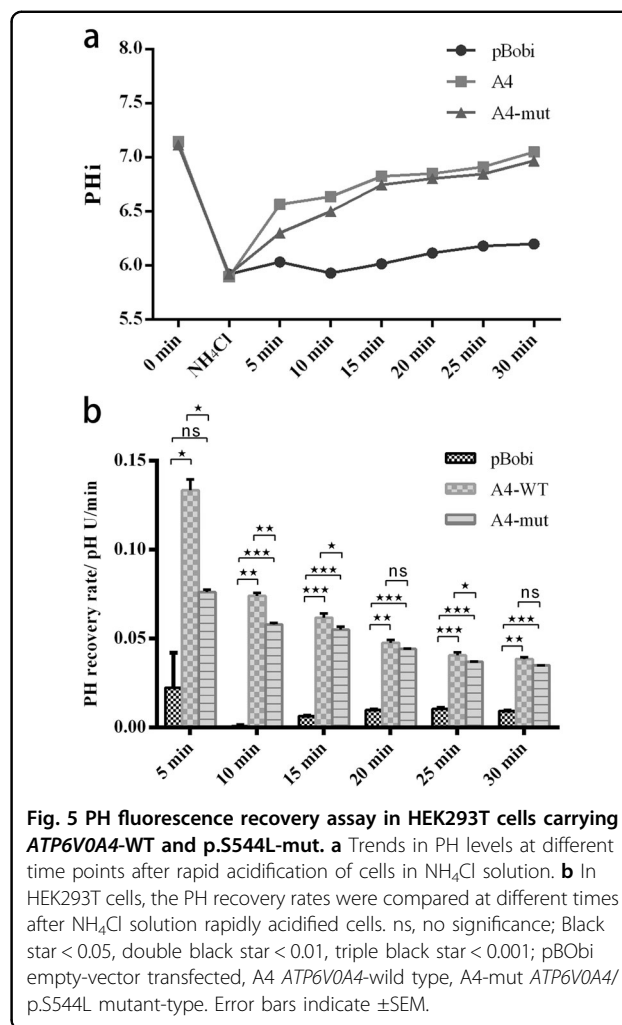 a
8.0
7.5
7.0
6.5
6.0
5.5
PHi
pBobi
A4
A4-mut
0 min
NH₄Cl
5 min
10 min
15 min
20 min
25 min
30 min
b
0.15
0.10
0.05
0.00
PH recovery rate/ pH U/min
pBobi
A4-WT
A4-mut
★
ns
★
★★
★★★
★★
★
★★★
★★★
ns
★★★
★★
★
★★★
★★★
ns
★★★
★★
5 min
10 min
15 min
20 min
25 min
30 min
Fig. 5 PH fluorescence recovery assay in HEK293T cells carrying
ATP6V0A4-WT and p.S544L-mut. a Trends in PH levels at different
time points after rapid acidification of cells in NH₄Cl solution. b In
HEK293T cells, the PH recovery rates were compared at different times
after NH₄Cl solution rapidly acidified cells. ns, no significance; Black
star < 0.05, double black star < 0.01, triple black star < 0.001; pBObi
empty-vector transfected, A4 ATP6V0A4-wild type, A4-mut ATP6V0A4/
p.S544L mutant-type. Error bars indicate ±SEM.